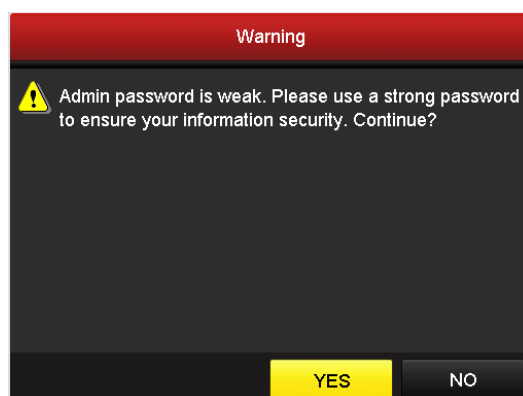 Warning
Admin password is weak. Please use a strong password
to ensure your information security. Continue?
YES
NO